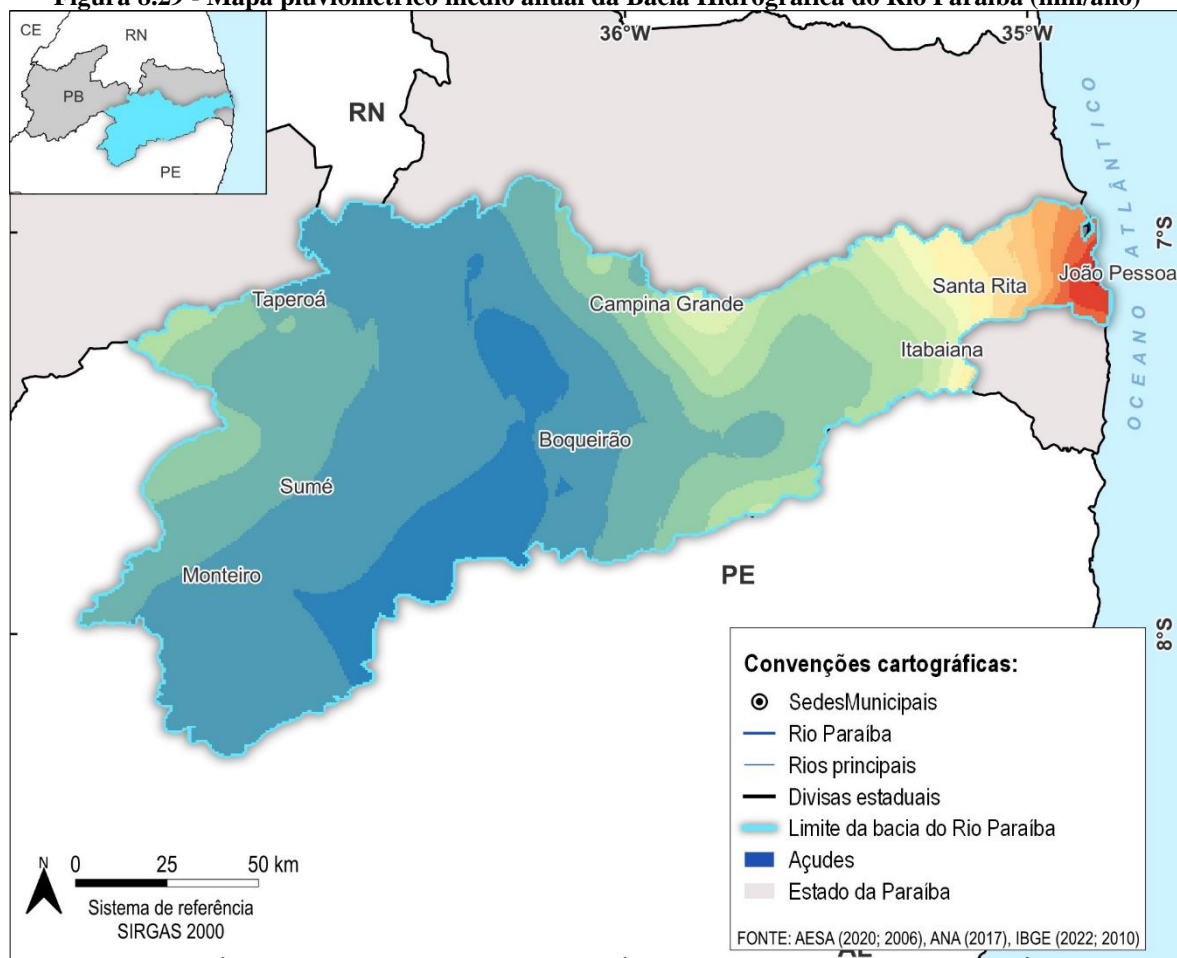 Figura 8.29 - Mapa pluviométrico médio anual da Bacia Hidrográfica do Rio Paraíba (mm/ano)
CE
RN
PB
PE
36°W
35°W
RN
OCEANO ATLÂNTICO
7°S
João Pessoa
Santa Rita
Taperoá
Campina Grande
Itabaiana
Boqueirão
Sumé
Monteiro
PE
8°S
Convenções cartográficas:
SedesMunicipais
Rio Paraíba
Rios principais
Divisas estaduais
Limite da bacia do Rio Paraíba
Açudes
Estado da Paraíba
FONTE: AESA (2020; 2006), ANA (2017), IBGE (2022; 2010)
N
0 25 50 km
Sistema de referência
SIRGAS 2000
AL